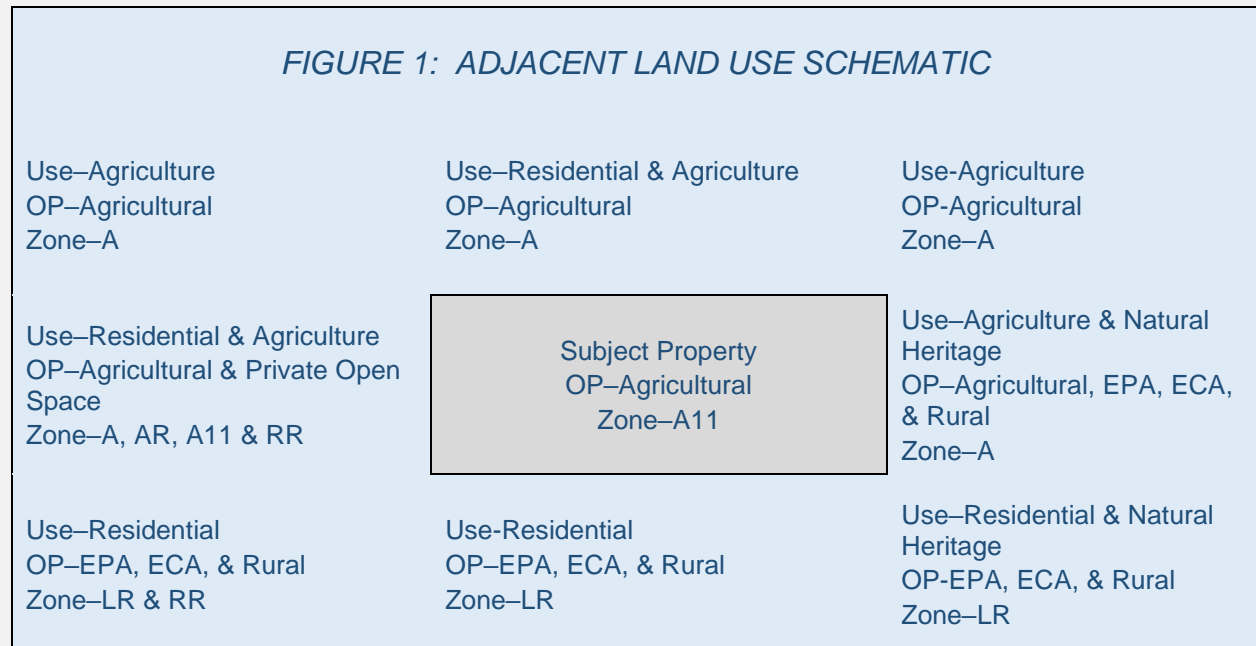 FIGURE 1: ADJACENT LAND USE SCHEMATIC
Use–Agriculture
OP–Agricultural
Zone–A
Use–Residential & Agriculture
OP–Agricultural
Zone–A
Use-Agriculture
OP-Agricultural
Zone–A
Use–Residential & Agriculture
OP–Agricultural & Private Open
Space
Zone–A, AR, A11 & RR
Subject Property
OP–Agricultural
Zone–A11
Use–Agriculture & Natural
Heritage
OP–Agricultural, EPA, ECA,
& Rural
Zone–A
Use–Residential
OP–EPA, ECA, & Rural
Zone–LR & RR
Use-Residential
OP–EPA, ECA, & Rural
Zone–LR
Use–Residential & Natural
Heritage
OP-EPA, ECA, & Rural
Zone–LR